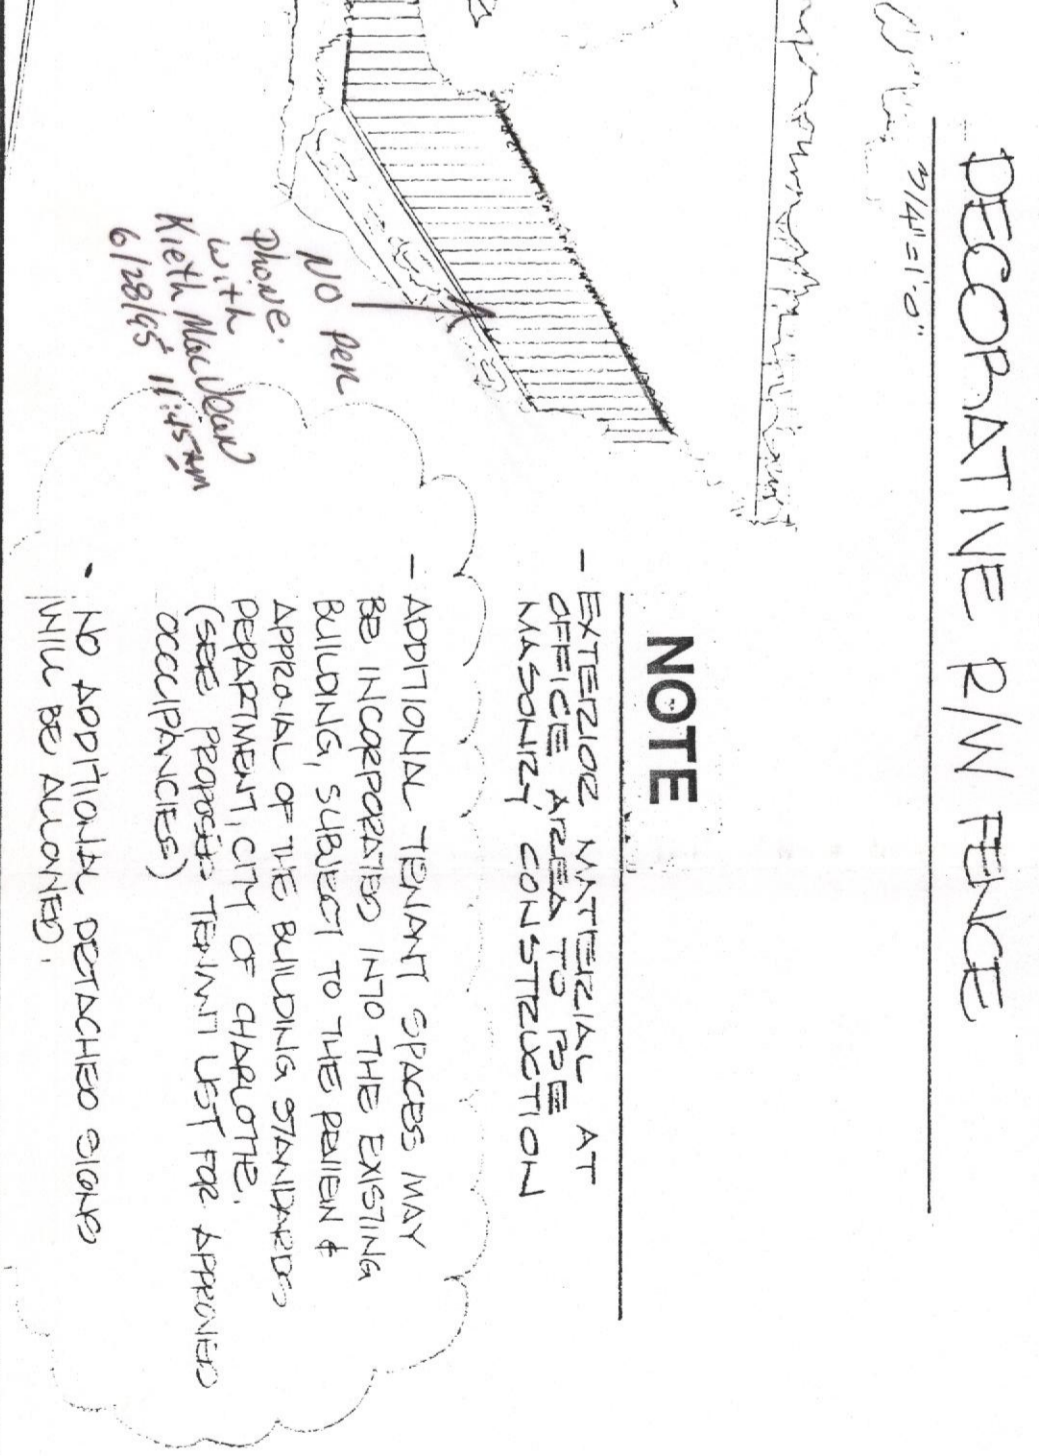 DECORATIVE R/W FENCE
3/4" = 1'-0"
NOTE
- EXTERIOR MATERIAL AT
OFFICE AREA TO BE
MASONRY CONSTRUCTION
- ADDITIONAL TENANT SPACES MAY
BE INCORPORATED INTO THE EXISTING
BUILDING, SUBJECT TO THE REVIEW &
APPROVAL OF THE BUILDING STANDARDS
DEPARTMENT, CITY OF CHARLOTTE.
(SEE PROPOSED TENANT LIST FOR APPROVED
OCCUPANCIES)
• NO ADDITIONAL DETACHED SIGNS
WILL BE ALLOWED.
NO per
phone.
with
Kieth MacVean
6/28/95 11:45 AM